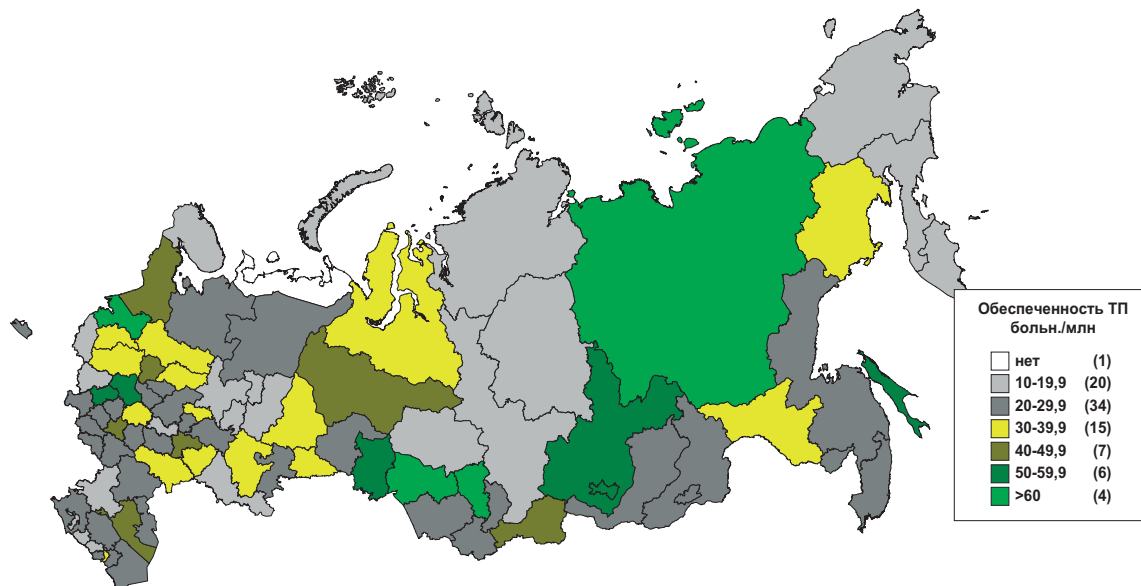 Обеспеченность ТП
больн./млн
нет (1)
10-19,9 (20)
20-29,9 (34)
30-39,9 (15)
40-49,9 (7)
50-59,9 (6)
>60 (4)